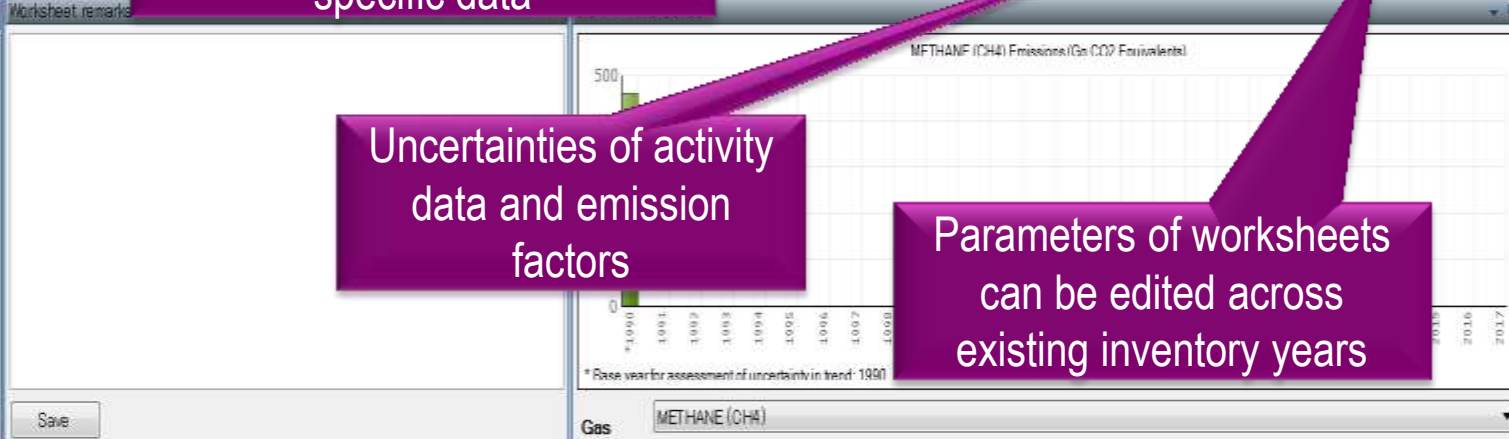 specific data
Worksheet remarks
METHANE (CH4) Emissions (Gg CO2 Equivalents)
500
Uncertainties of activity
data and emission
factors
Parameters of worksheets
can be edited across
existing inventory years
0
*1990 1991 1992 1993 1994 1995 1996 1997 1998 2015 2016 2017
* Base year for assessment of uncertainty in trend: 1990
Save
Gas METHANE (CH4)